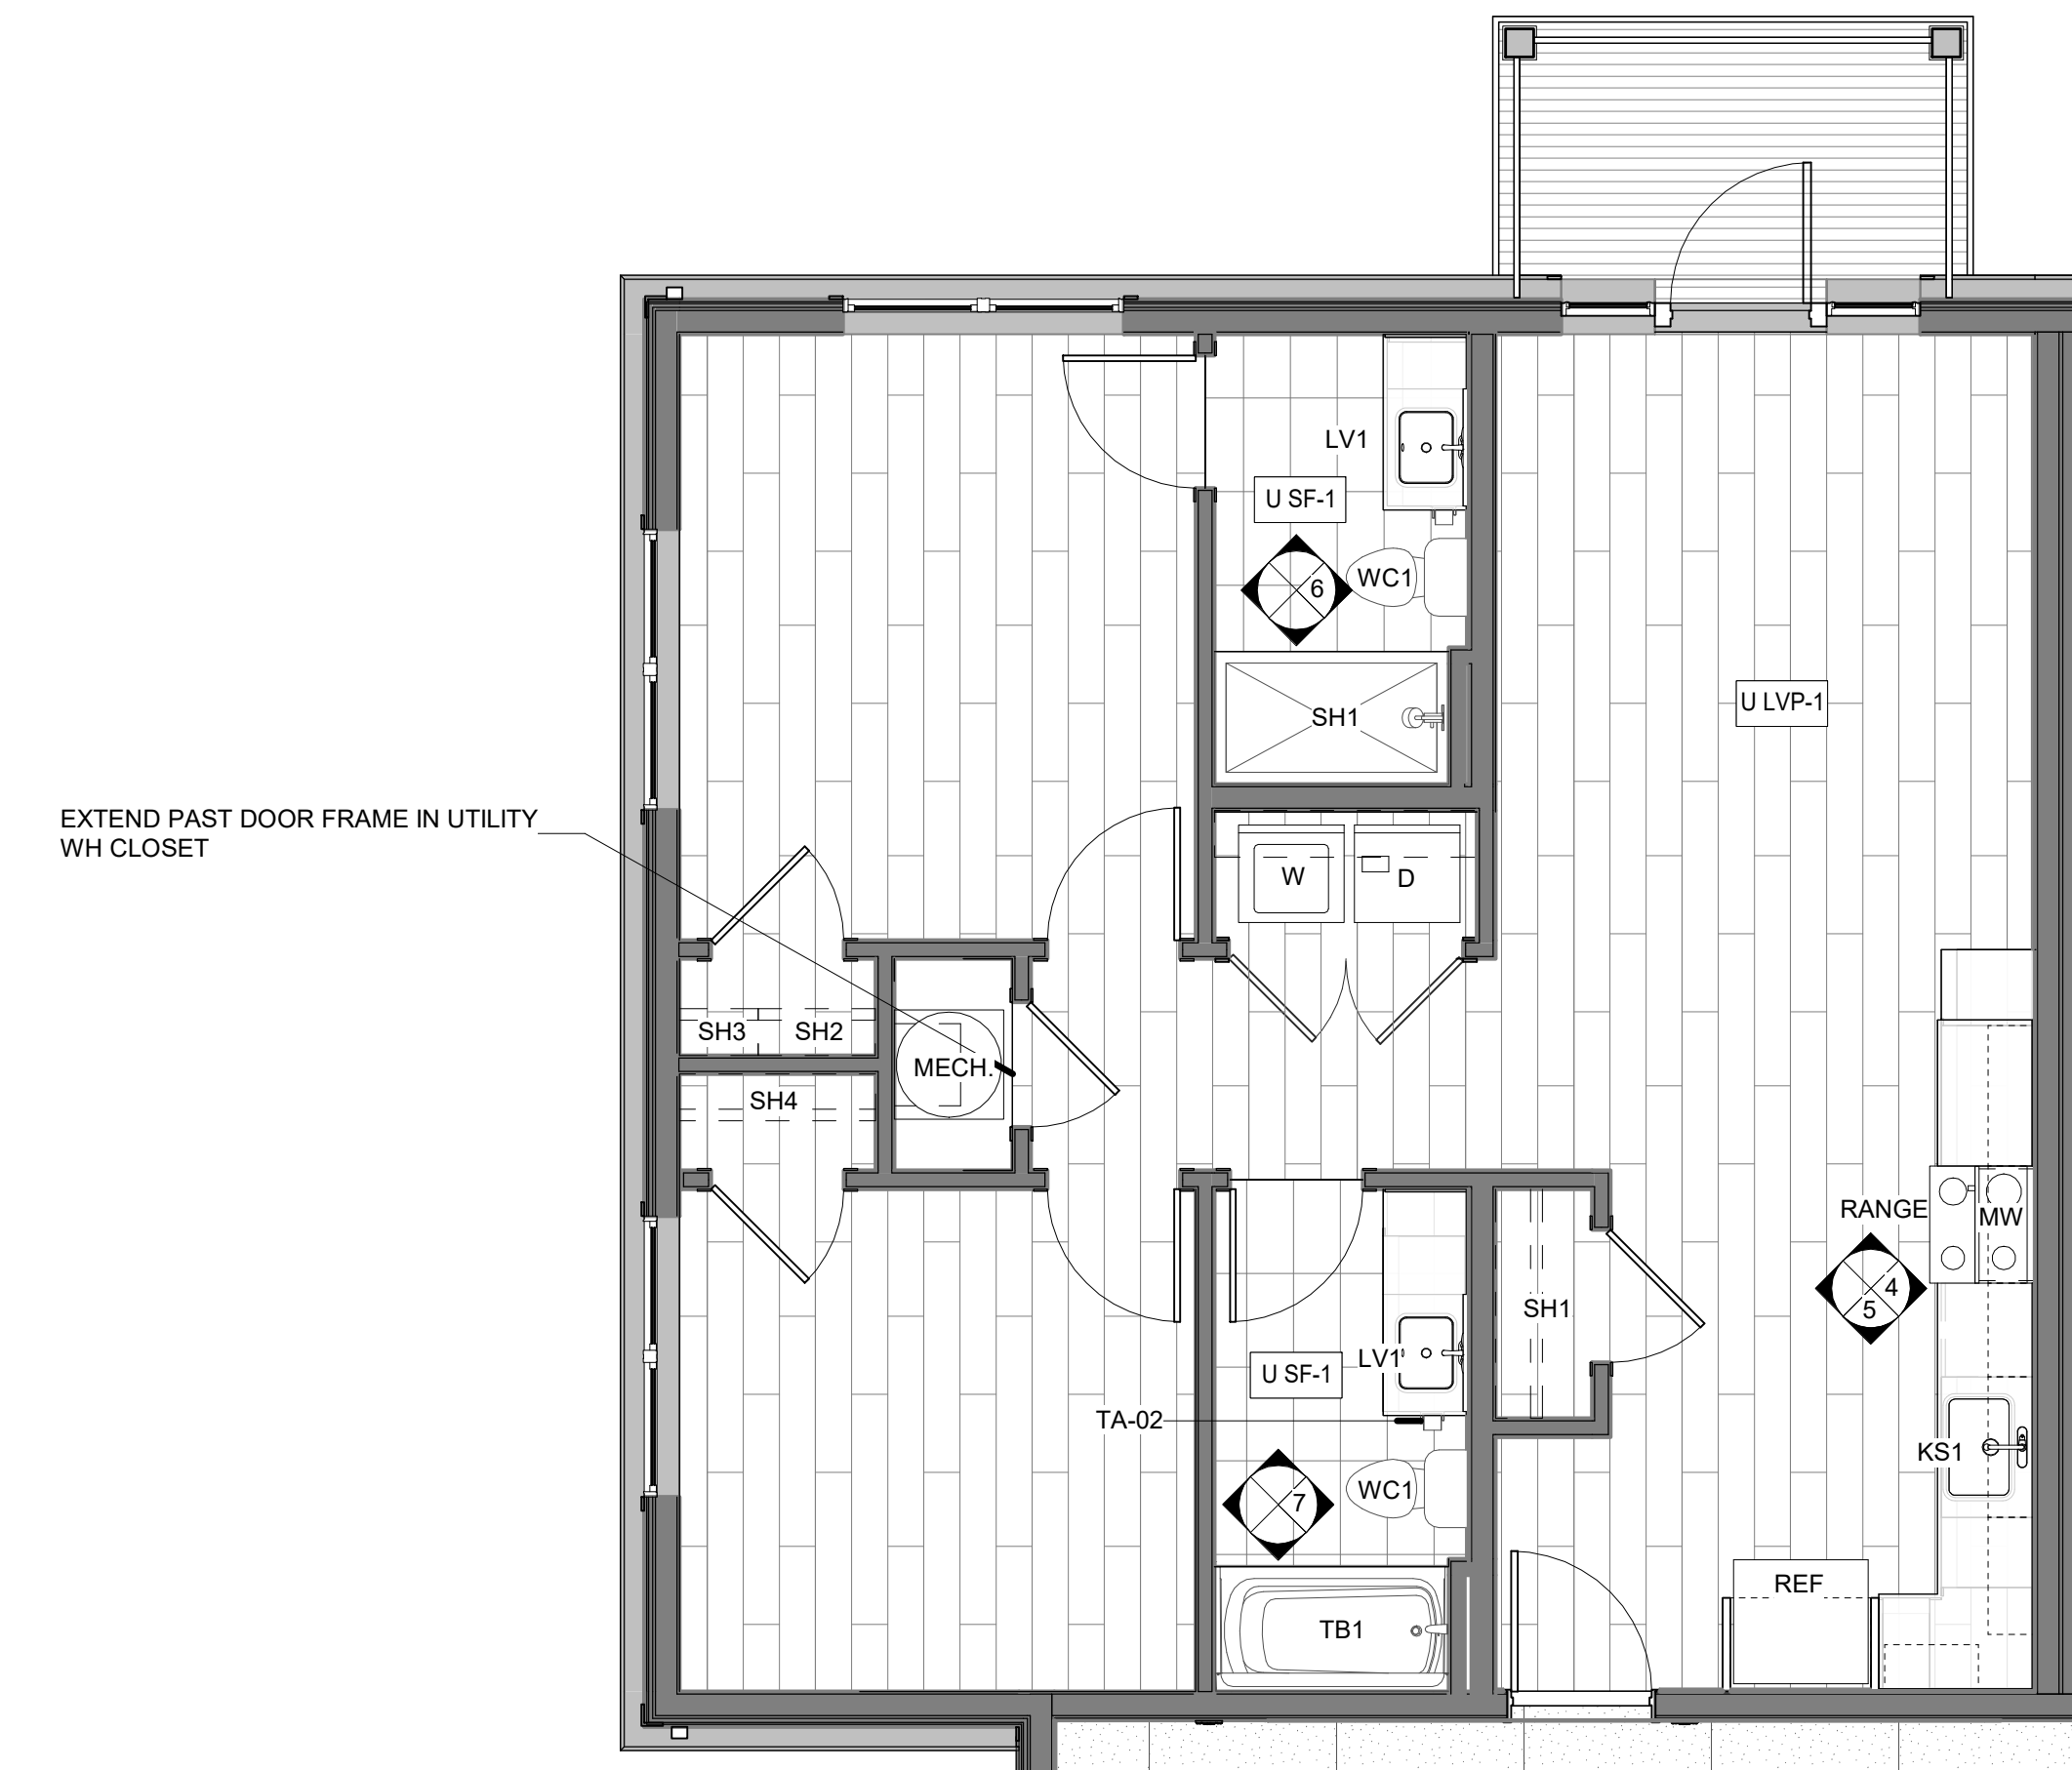 LV1
U SF-1
6
WC1
U LVP-1
SH1
EXTEND PAST DOOR FRAME IN UTILITY
WH CLOSET
W
D
SH3
SH2
MECH.
SH4
RANGE
MW
4
5
SH1
LV1
U SF-1
TA-02
KS1
WC1
7
REF
TB1